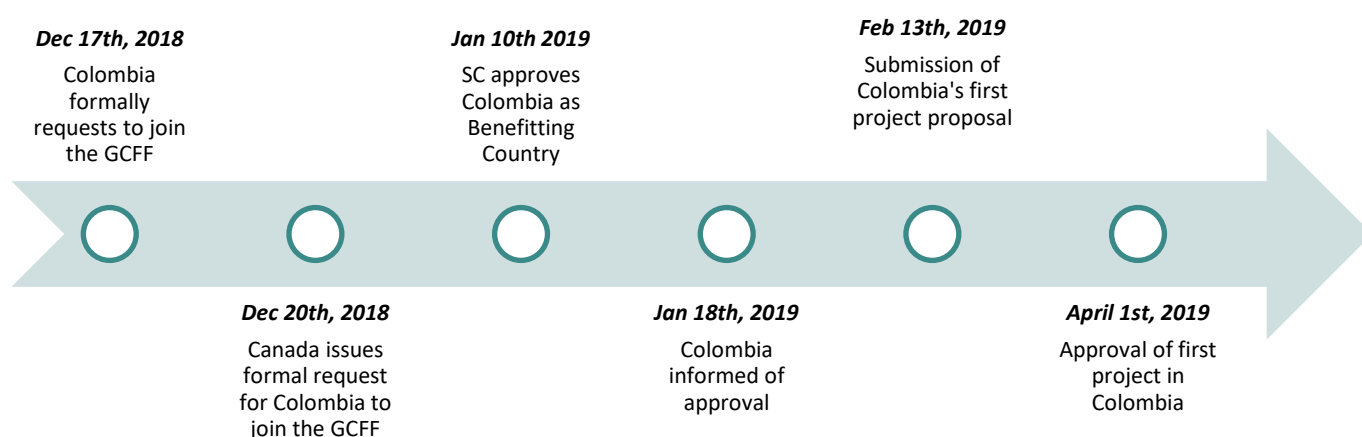 Dec 17th, 2018
Colombia
formally
requests to join
the GCFF
Dec 20th, 2018
Canada issues
formal request
for Colombia to
join the GCFF
Jan 10th 2019
SC approves
Colombia as
Benefitting
Country
Jan 18th, 2019
Colombia
informed of
approval
Feb 13th, 2019
Submission of
Colombia's first
project proposal
April 1st, 2019
Approval of first
project in
Colombia